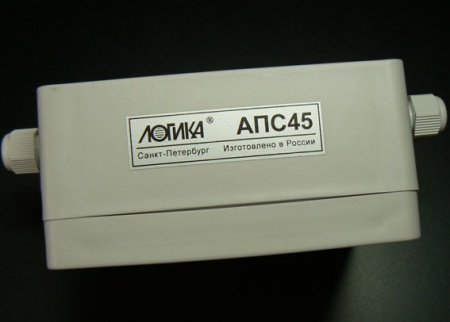 ЛОГИКА® АПС45
Санкт-Петербург Изготовлено в России